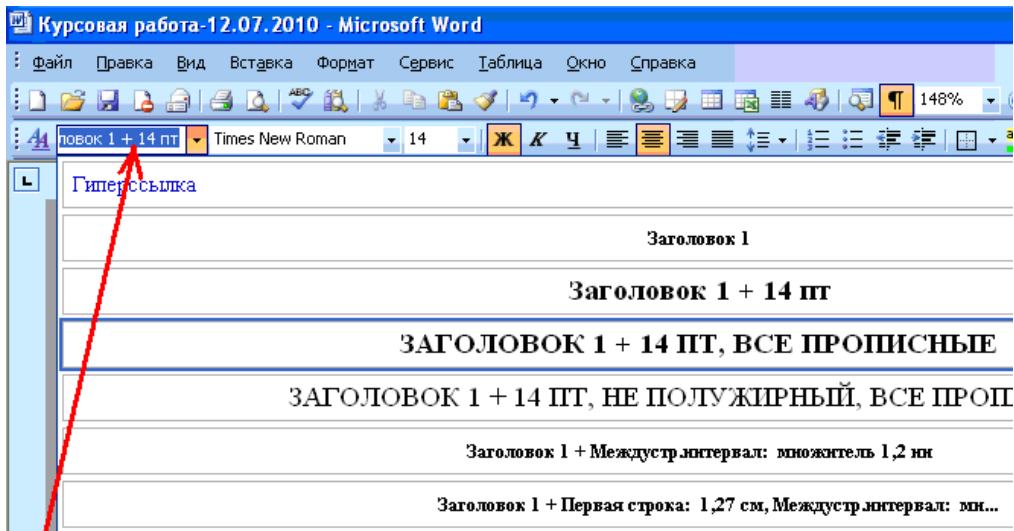 Курсовая работа-12.07.2010 - Microsoft Word
Файл Правка Вид Вставка Формат Сервис Таблица Окно Справка
ABC ¶ 148%
A4 ловок 1 + 14 пт Times New Roman 14 Ж К Ч
L Гиперссылка
Заголовок 1
Заголовок 1 + 14 пт
ЗАГОЛОВОК 1 + 14 ПТ, ВСЕ ПРОПИСНЫЕ
ЗАГОЛОВОК 1 + 14 ПТ, НЕ ПОЛУЖИРНЫЙ, ВСЕ ПРОП
Заголовок 1 + Междустр.интервал: множитель 1,2 ин
Заголовок 1 + Первая строка: 1,27 см, Междустр.интервал: мн...